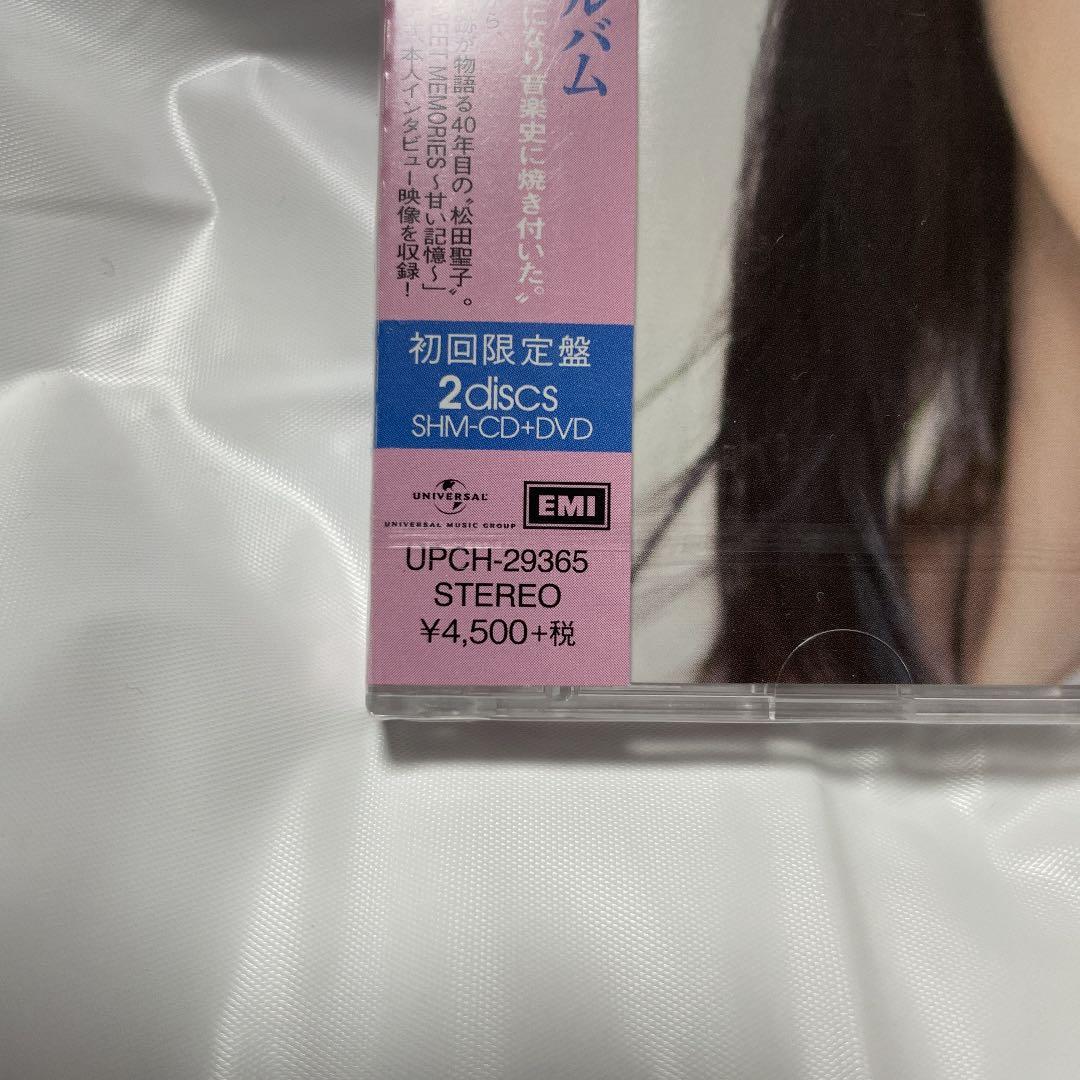 ルバム
になり音楽史に焼き付いた。〟
から
跡が物語る40年目の〝松田聖子〟。
MEMORIES～甘い記憶～」
本人インタビュー映像を収録！
初回限定盤
2discs
SHM-CD+DVD
UNIVERSAL
UNIVERSAL MUSIC GROUP
EMI
UPCH-29365
STEREO
¥4,500+税